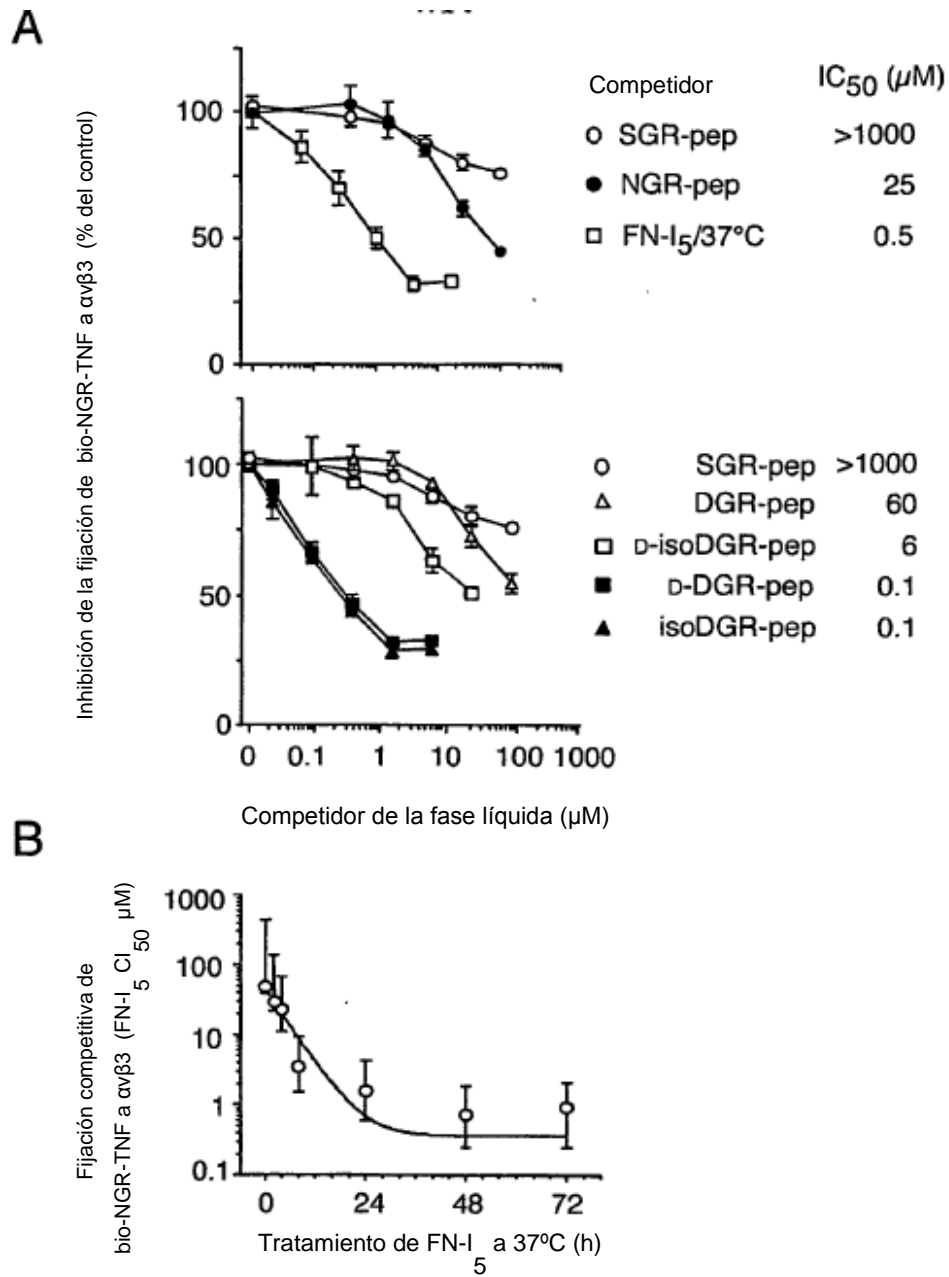 A
Inhibición de la fijación de bio-NGR-TNF a αvβ3 (% del control)
100
50
0
Competidor IC50 (µM)
SGR-pep >1000
NGR-pep 25
FN-I5/37°C 0.5
100
50
0
0 0.1 1 10 100 1000
SGR-pep >1000
DGR-pep 60
D-isoDGR-pep 6
D-DGR-pep 0.1
isoDGR-pep 0.1
Competidor de la fase líquida (µM)
B
Fijación competitiva de
bio-NGR-TNF a αvβ3 (FN-I5 CI50 µM)
1000
100
10
1
0.1
0 24 48 72
Tratamiento de FN-I5 a 37ºC (h)